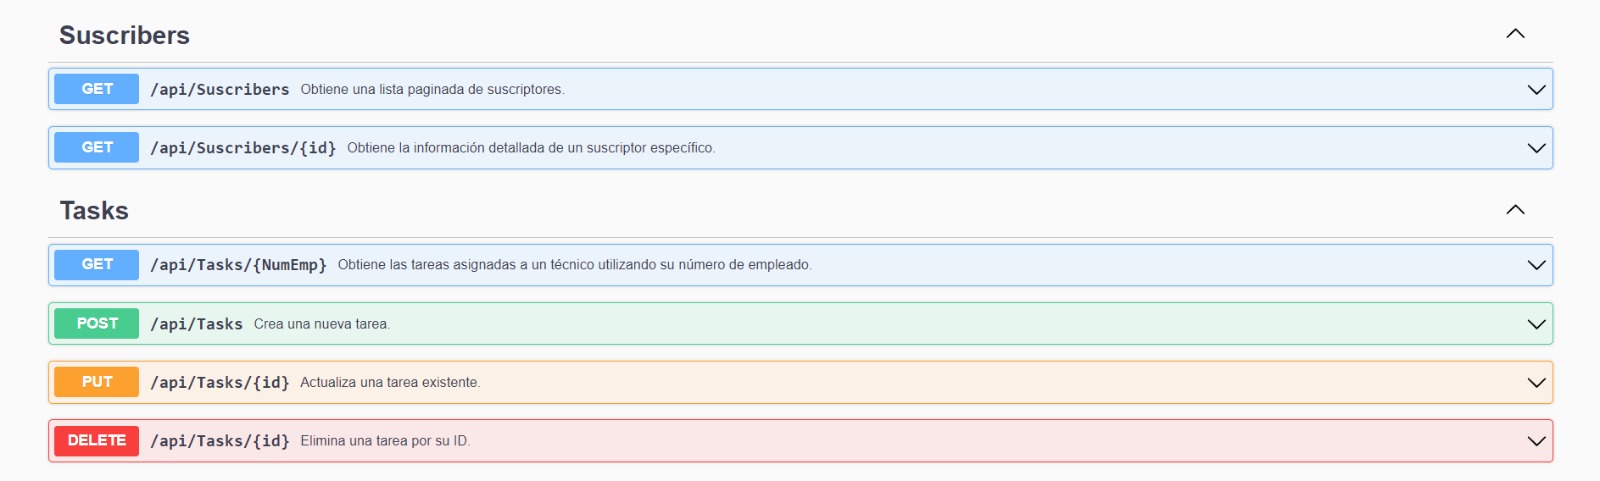 Suscribers
GET /api/Suscribers Obtiene una lista paginada de suscriptores.
GET /api/Suscribers/{id} Obtiene la información detallada de un suscriptor específico.
Tasks
GET /api/Tasks/{NumEmp} Obtiene las tareas asignadas a un técnico utilizando su número de empleado.
POST /api/Tasks Crea una nueva tarea.
PUT /api/Tasks/{id} Actualiza una tarea existente.
DELETE /api/Tasks/{id} Elimina una tarea por su ID.